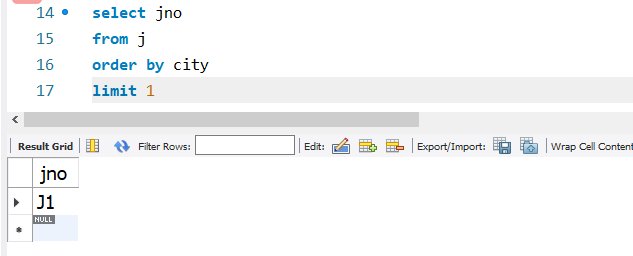 14 select jno
15 from j
16 order by city
17 limit 1
Result Grid Filter Rows: Edit: Export/Import: Wrap Cell Content
jno
J1
NULL